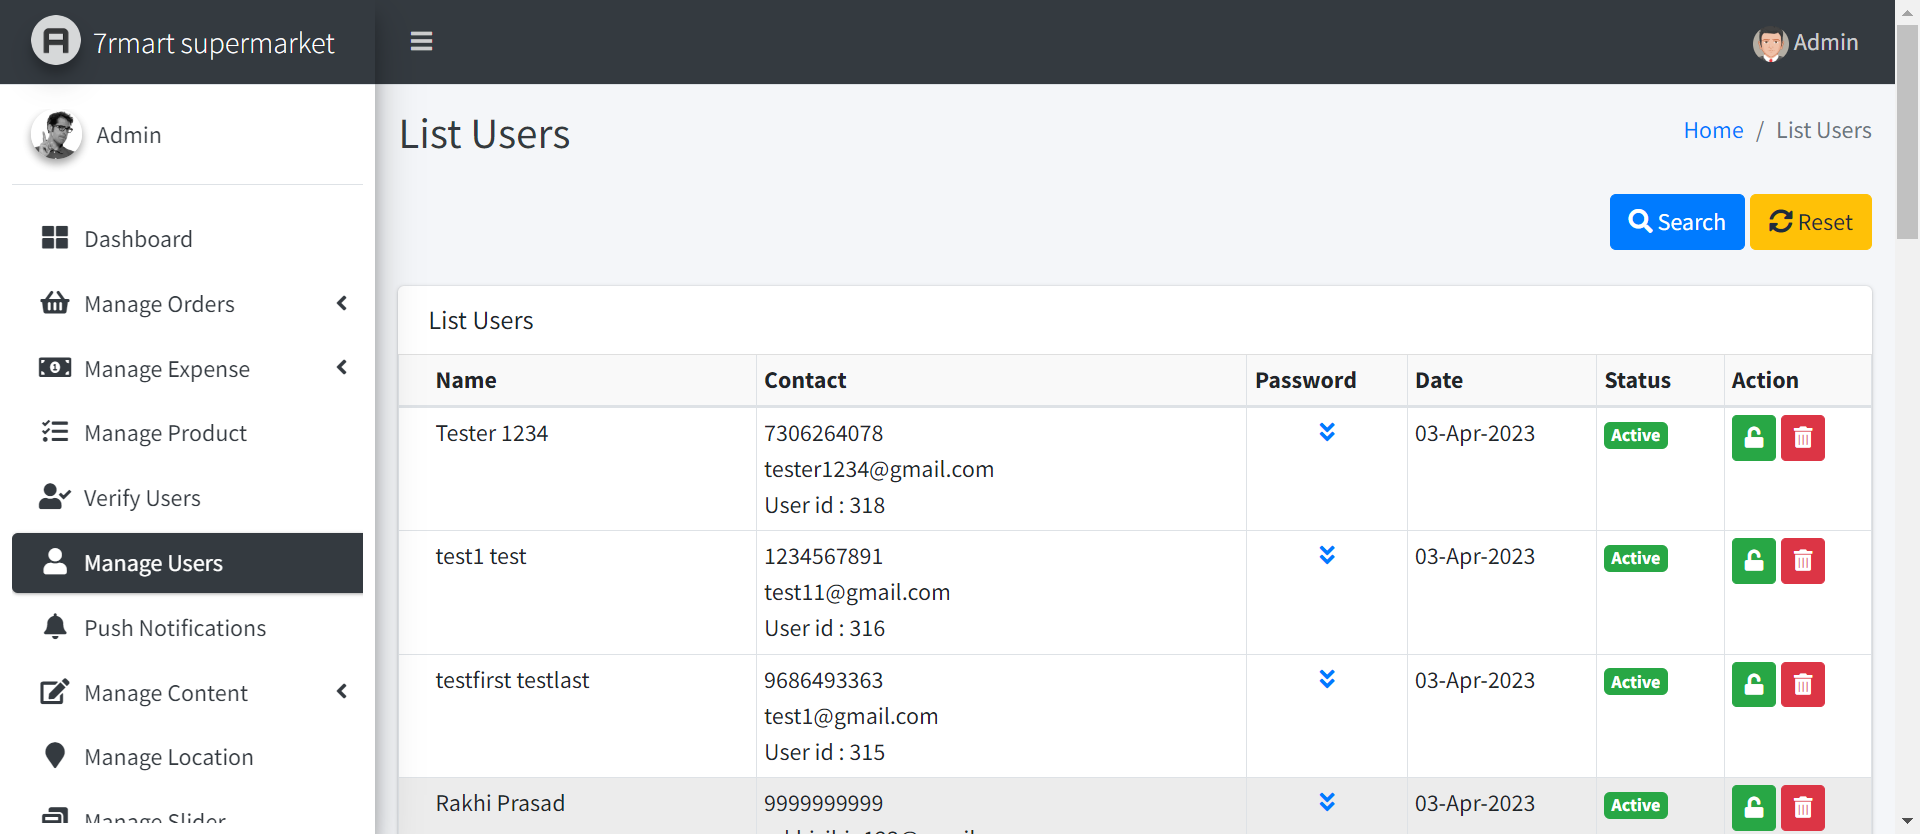 7rmart supermarket
Admin
Admin
List Users
Home / List Users
Dashboard
Search
Reset
Manage Orders
List Users
Manage Expense
Name Contact Password Date Status Action
Manage Product
Tester 1234 7306264078 03-Apr-2023 Active
tester1234@gmail.com
Verify Users
User id : 318
Manage Users
test1 test 1234567891 03-Apr-2023 Active
test11@gmail.com
Push Notifications
User id : 316
Manage Content
testfirst testlast 9686493363 03-Apr-2023 Active
test1@gmail.com
Manage Location
User id : 315
Manage Slider
Rakhi Prasad 9999999999 03-Apr-2023 Active